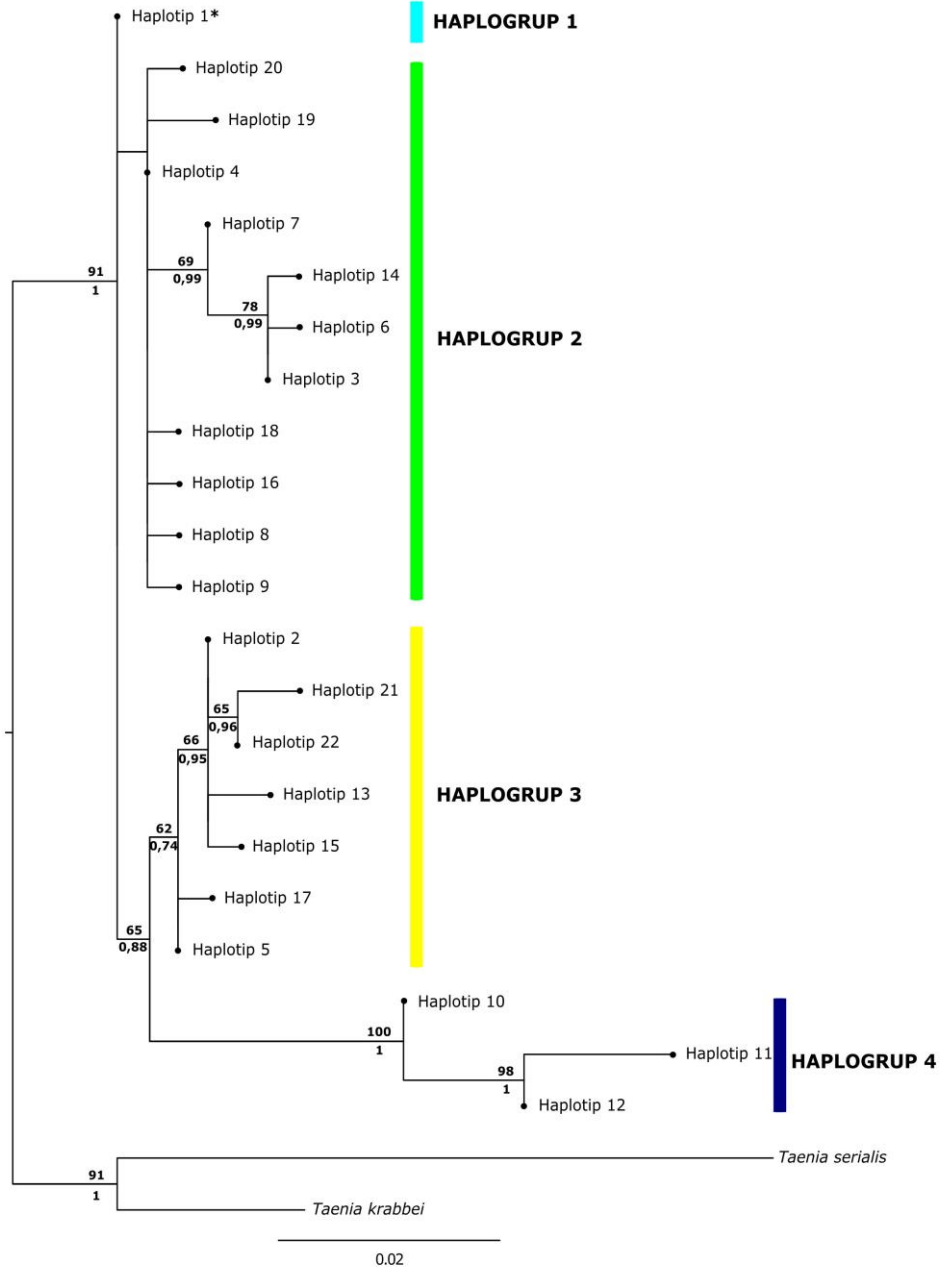 Haplotip 1*
HAPLOGRUP 1
Haplotip 20
Haplotip 19
Haplotip 4
Haplotip 7
91
1
69
0,99
Haplotip 14
78
0,99
Haplotip 6
HAPLOGRUP 2
Haplotip 3
Haplotip 18
Haplotip 16
Haplotip 8
Haplotip 9
Haplotip 2
Haplotip 21
65
0,96
Haplotip 22
66
0,95
Haplotip 13
HAPLOGRUP 3
62
0,74
Haplotip 15
Haplotip 17
65
0,88
Haplotip 5
Haplotip 10
100
1
Haplotip 11
HAPLOGRUP 4
98
1
Haplotip 12
Taenia serialis
91
1
Taenia krabbei
0.02